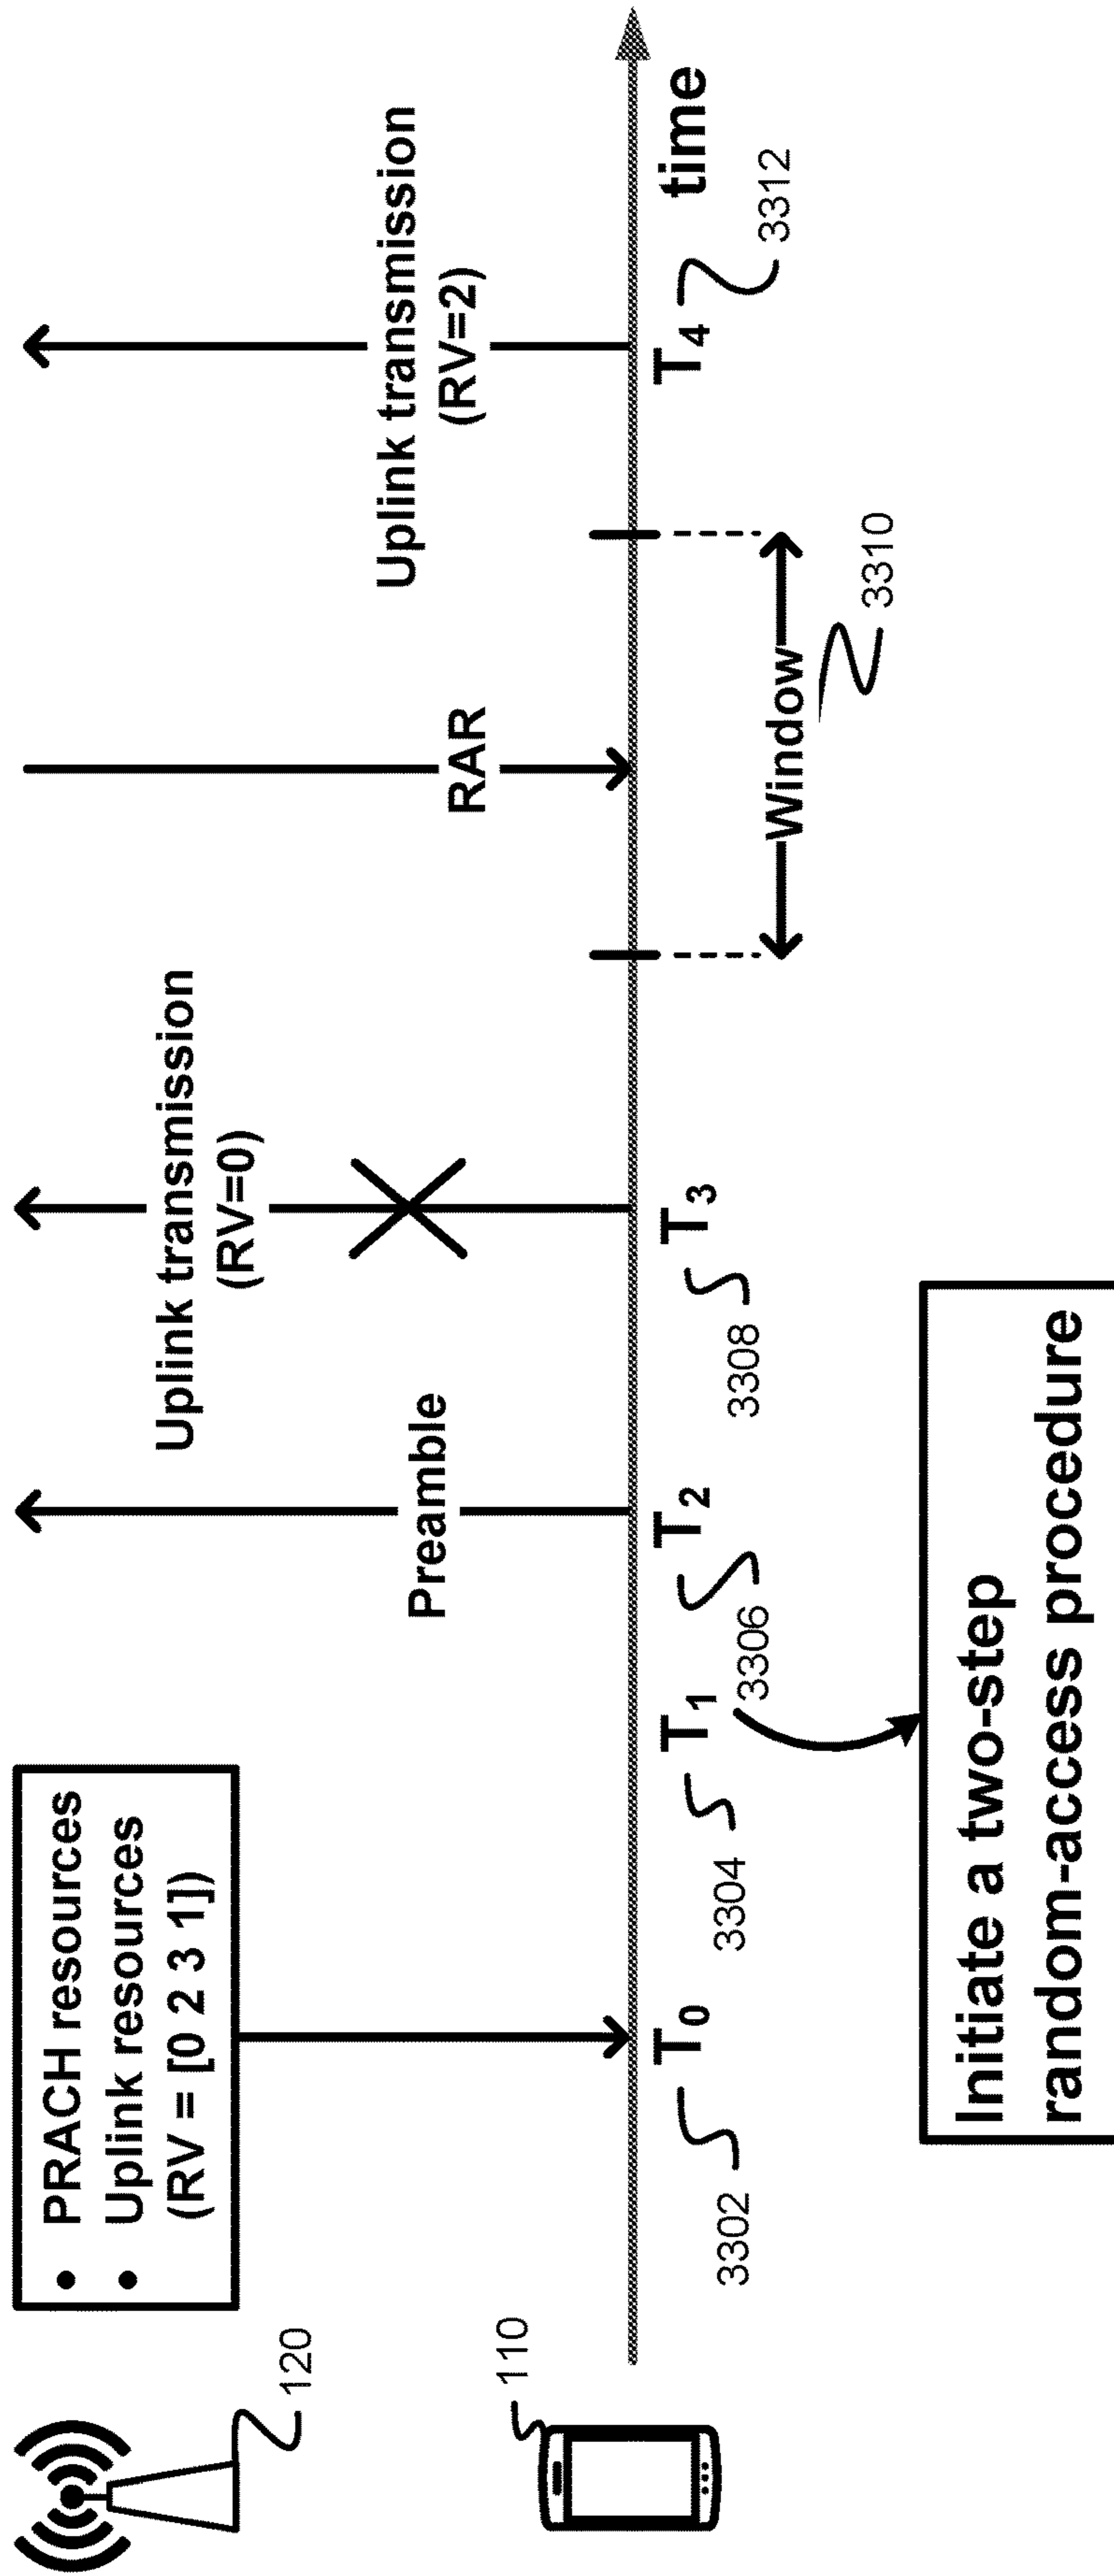 • PRACH resources
• Uplink resources
(RV = [0 2 3 1])
120
110
Preamble
Uplink transmission
(RV=0)
RAR
Uplink transmission
(RV=2)
T0
T1
T2
T3
T4
time
3302
3304
3306
3308
Window
3310
3312
Initiate a two-step
random-access procedure